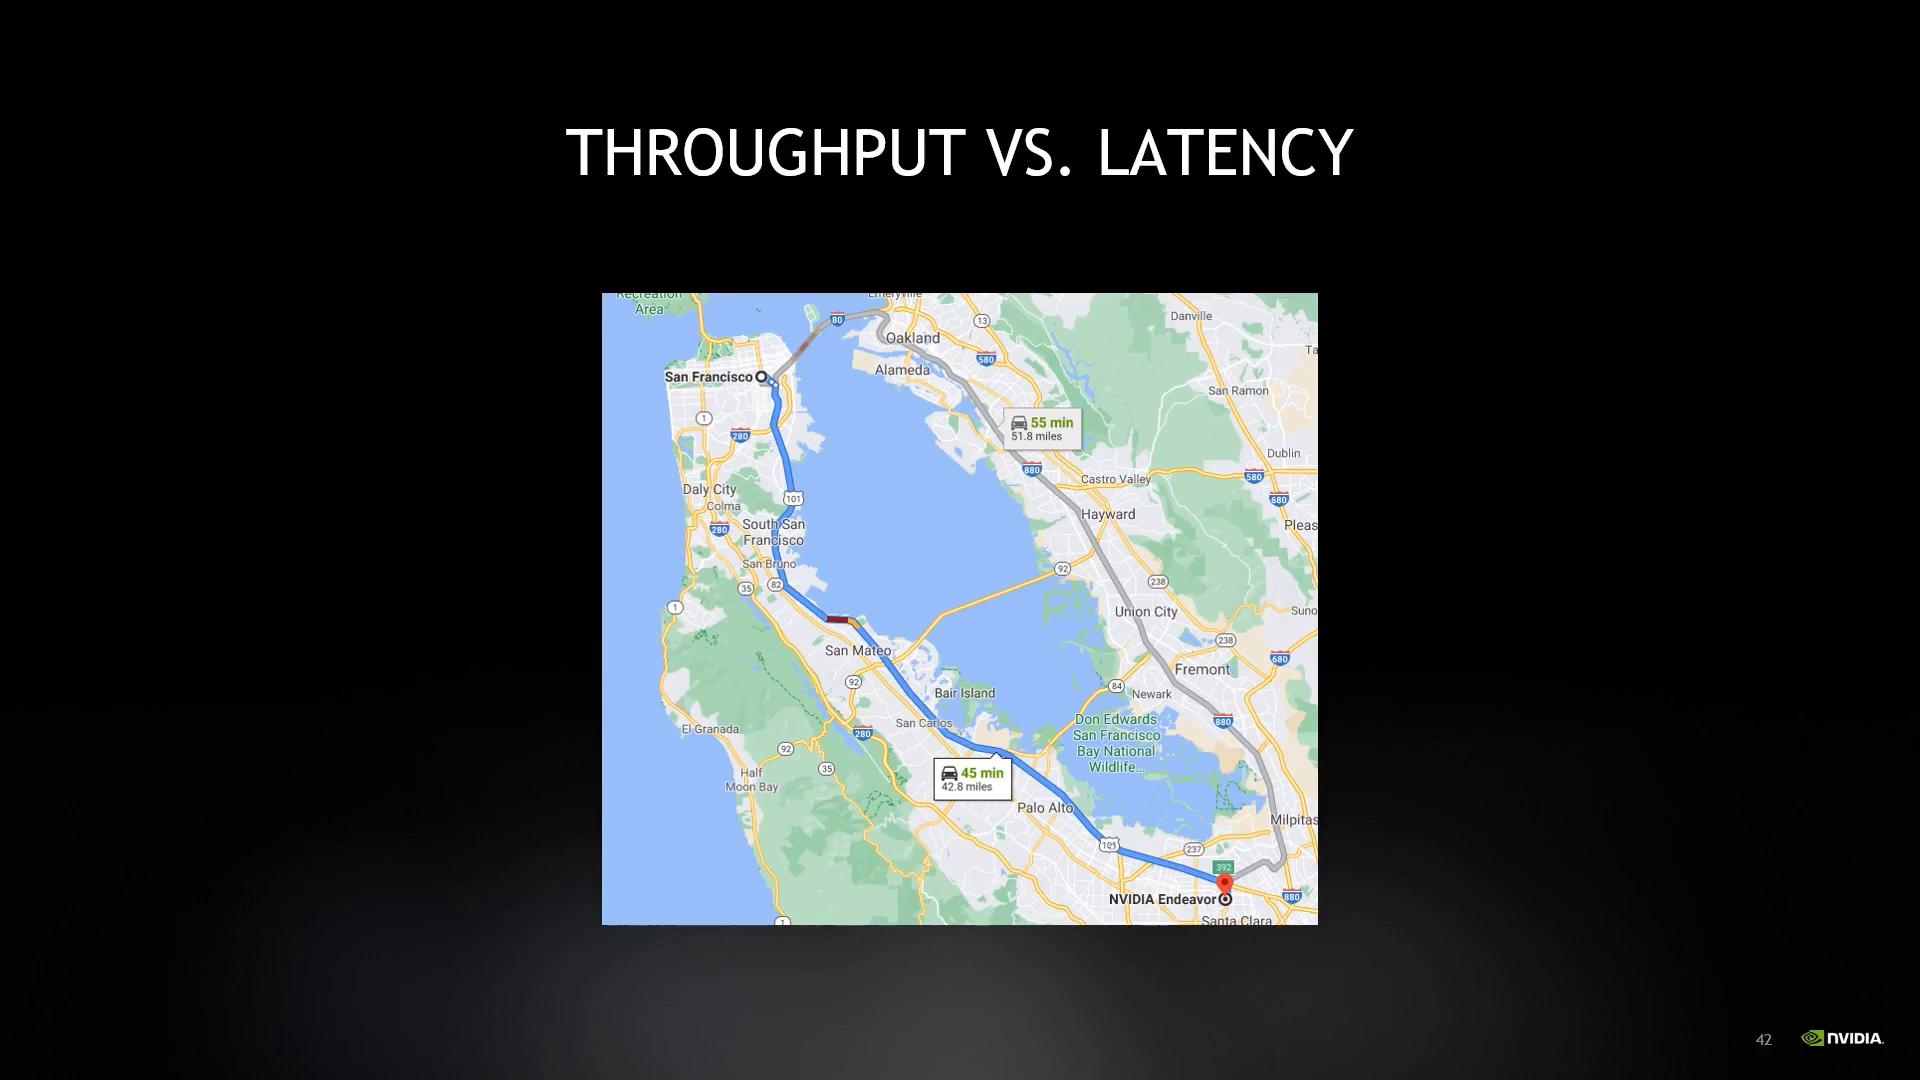 THROUGHPUT VS. LATENCY
Recreation
Area
Emeryville
80
13
Danville
Oakland
580
Ta
Alameda
San Francisco
San Ramon
1
55 min
51.8 miles
280
Dublin
880
580
Castro Valley
680
Daly City
Colma
101
Hayward
280
South San
Francisco
Pleas
San Bruno
92
35
82
238
1
Union City
Suno
238
San Mateo
680
Fremont
92
84
Bair Island
Newark
San Carlos
El Granada
280
880
Don Edwards
San Francisco
Bay National
Wildlife...
92
35
Half
Moon Bay
45 min
42.8 miles
Palo Alto
Milpitas
101
237
392
NVIDIA Endeavor
880
1
Santa Clara
42
NVIDIA.